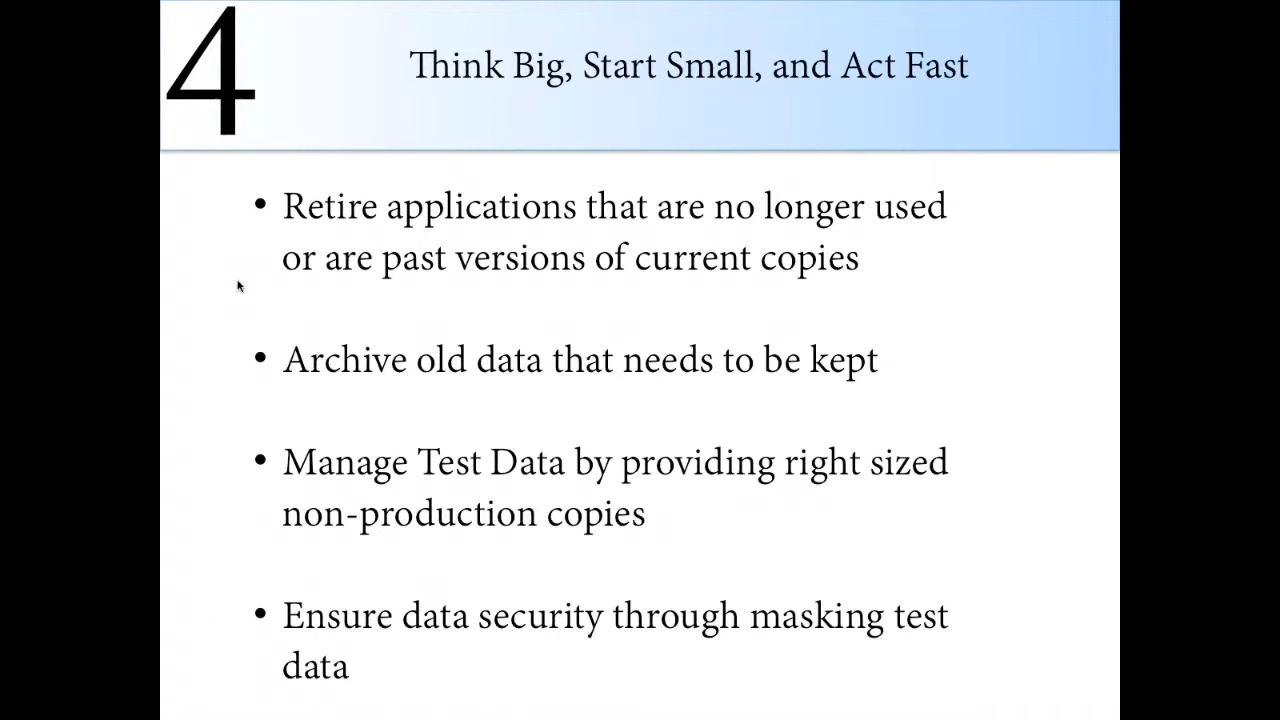 4
Think Big, Start Small, and Act Fast
• Retire applications that are no longer used
or are past versions of current copies
• Archive old data that needs to be kept
• Manage Test Data by providing right sized
non-production copies
• Ensure data security through masking test
data